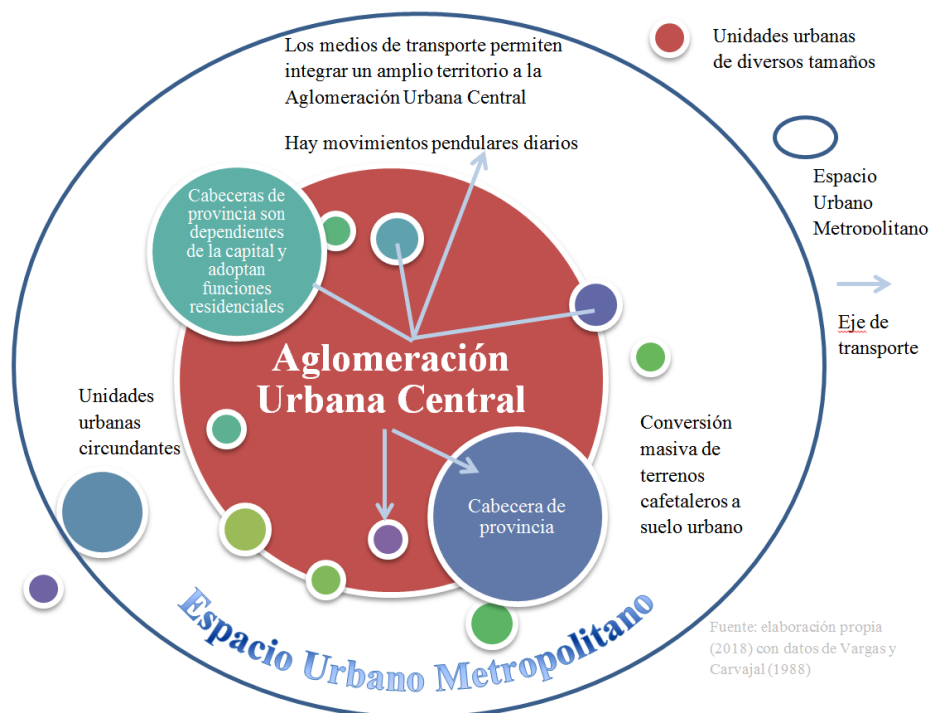 Los medios de transporte permiten
integrar un amplio territorio a la
Aglomeración Urbana Central
Hay movimientos pendulares diarios
Unidades urbanas
de diversos tamaños
Espacio
Urbano
Metropolitano
Eje de
transporte
Cabeceras de
provincia son
dependientes
de la capital y
adoptan
funciones
residenciales
Aglomeración
Urbana Central
Unidades
urbanas
circundantes
Conversión
masiva de
terrenos
cafetaleros a
suelo urbano
Cabecera de
provincia
Espacio Urbano Metropolitano
Fuente: elaboración propia
(2018) con datos de Vargas y
Carvajal (1988)